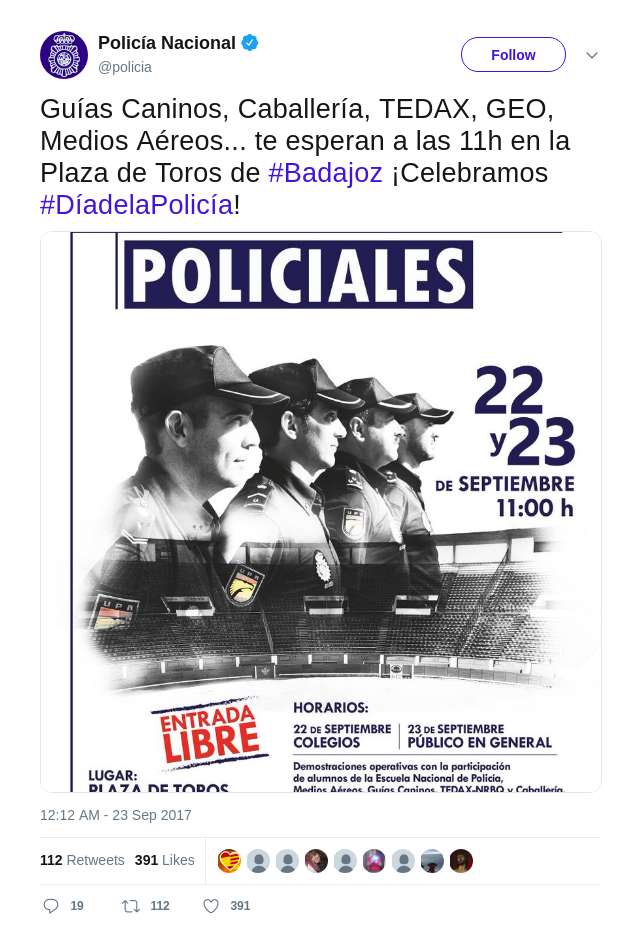 Policía Nacional
@policia
Follow
Guías Caninos, Caballería, TEDAX, GEO,
Medios Aéreos... te esperan a las 11h en la
Plaza de Toros de #Badajoz ¡Celebramos
#DíadelaPolicía!
POLICIALES
22
y23
DE SEPTIEMBRE
11:00 h
UPR
UPR
UPR
ENTRADA
LIBRE
HORARIOS:
22 DE SEPTIEMBRE
COLEGIOS
23 DE SEPTIEMBRE
PÚBLICO EN GENERAL
Demostraciones operativas con la participación
de alumnos de la Escuela Nacional de Policía,
Medios Aéreos, Guías Caninos, TEDAX-NRBQ y Caballería.
LUGAR:
PLAZA DE TOROS
12:12 AM - 23 Sep 2017
112 Retweets 391 Likes
19 112 391